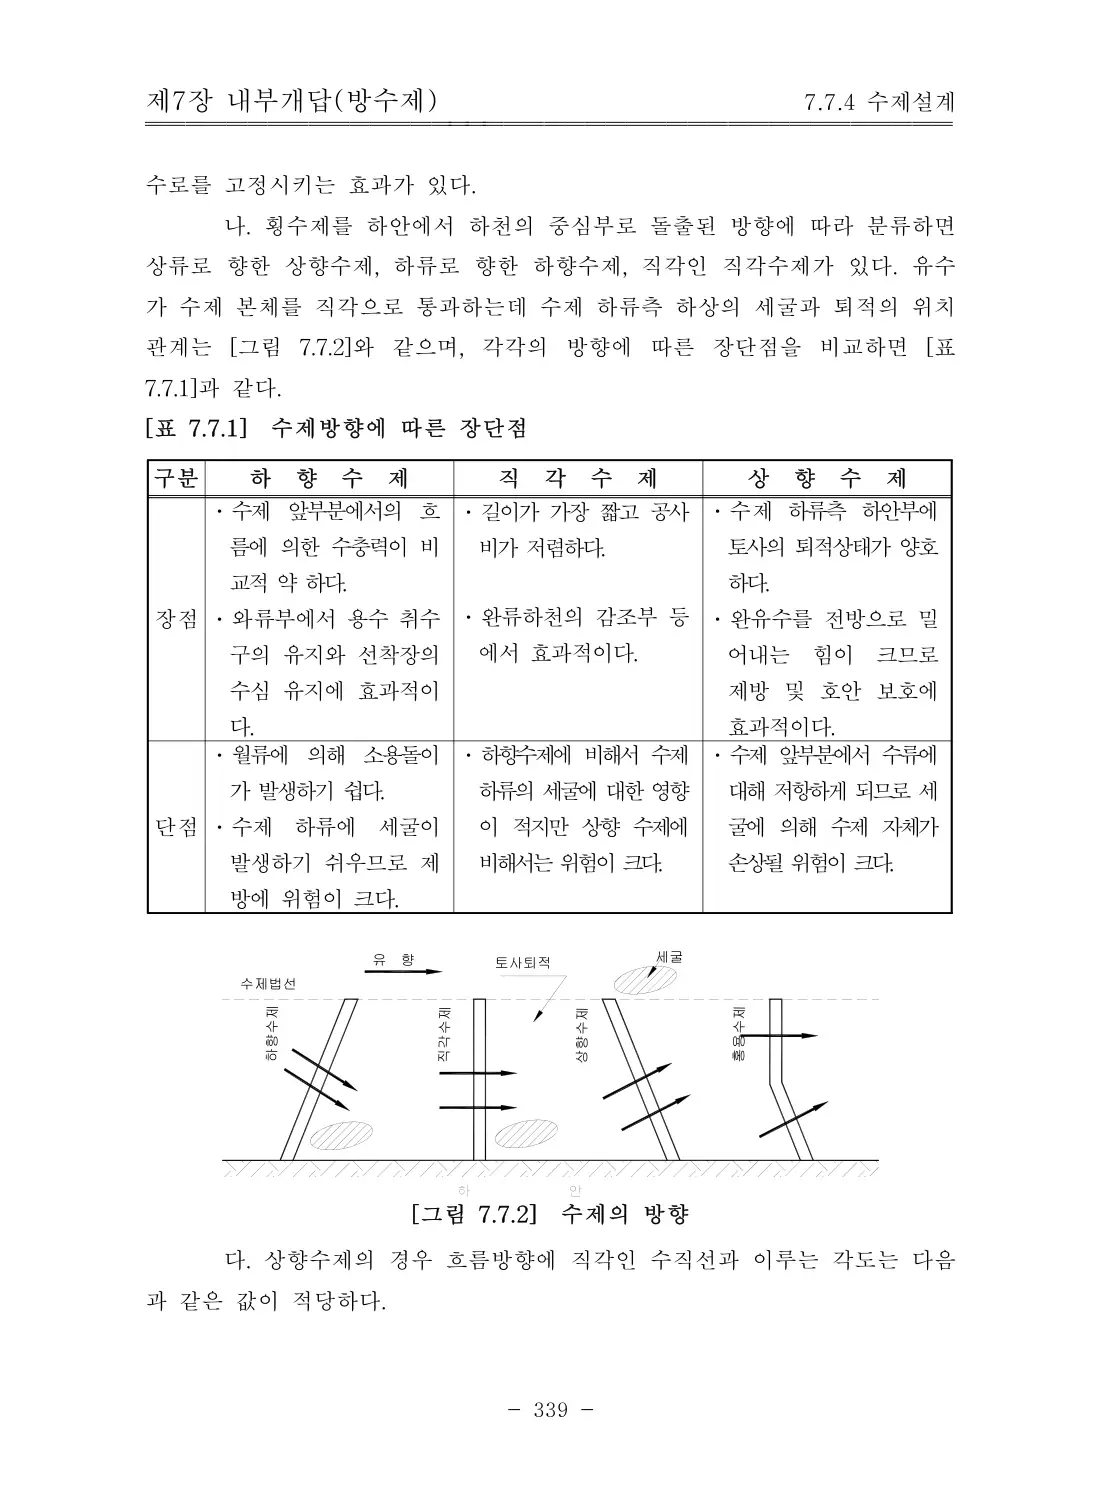 제7장 내부개답(방수제) 7.7.4 수제설계
수로를 고정시키는 효과가 있다.
나. 횡수제를 하안에서 하천의 중심부로 돌출된 방향에 따라 분류하면
상류로 향한 상향수제, 하류로 향한 하향수제, 직각인 직각수제가 있다. 유수
가 수제 본체를 직각으로 통과하는데 수제 하류측 하상의 세굴과 퇴적의 위치
관계는 [그림 7.7.2]와 같으며, 각각의 방향에 따른 장단점을 비교하면 [표
7.7.1]과 같다.
[표 7.7.1] 수제방향에 따른 장단점
구분 하 향 수 제 직 각 수 제 상 향 수 제
장점
· 수제 앞부분에서의 흐
름에 의한 수충력이 비
교적 약 하다.
· 와류부에서 용수 취수
구의 유지와 선착장의
수심 유지에 효과적이
다.
· 길이가 가장 짧고 공사
비가 저렴하다.
· 완류하천의 감조부 등
에서 효과적이다.
· 수제 하류측 하안부에
토사의 퇴적상태가 양호
하다.
· 완유수를 전방으로 밀
어내는 힘이 크므로
제방 및 호안 보호에
효과적이다.
단점
· 월류에 의해 소용돌이
가 발생하기 쉽다.
· 수제 하류에 세굴이
발생하기 쉬우므로 제
방에 위험이 크다.
· 하향수제에 비해서 수제
하류의 세굴에 대한 영향
이 적지만 상향 수제에
비해서는 위험이 크다.
· 수제 앞부분에서 수류에
대해 저항하게 되므로 세
굴에 의해 수제 자체가
손상될 위험이 크다.
유 향
토사퇴적
세굴
수제법선
하향수제
직각수제
상향수제
혼용수제
하 안
[그림 7.7.2] 수제의 방향
다. 상향수제의 경우 흐름방향에 직각인 수직선과 이루는 각도는 다음
과 같은 값이 적당하다.
- 339 -